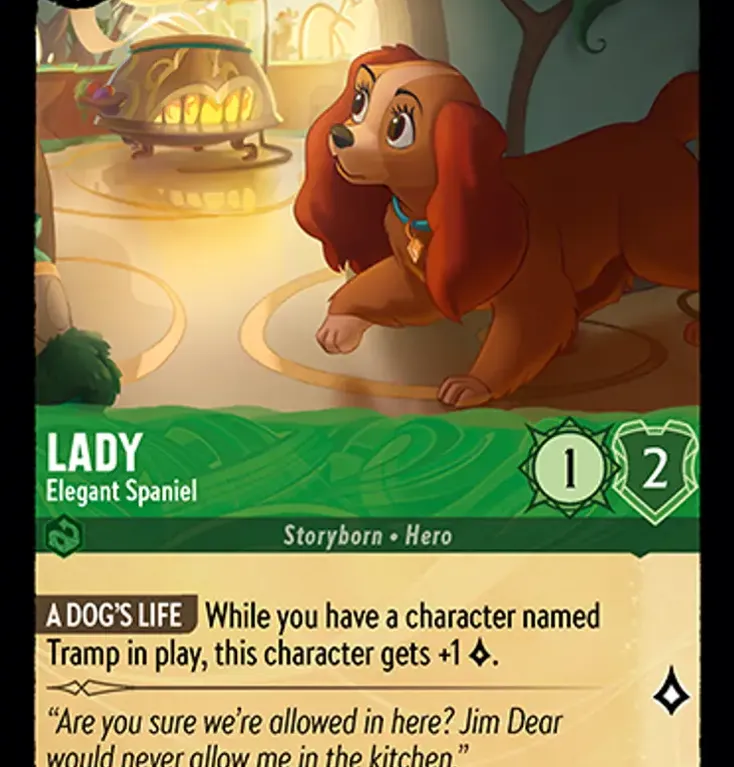 LADY
Elegant Spaniel
1 2
Storyborn • Hero
A DOG'S LIFE While you have a character named
Tramp in play, this character gets +1 .
“Are you sure we're allowed in here? Jim Dear
would never allow me in the kitchen.”